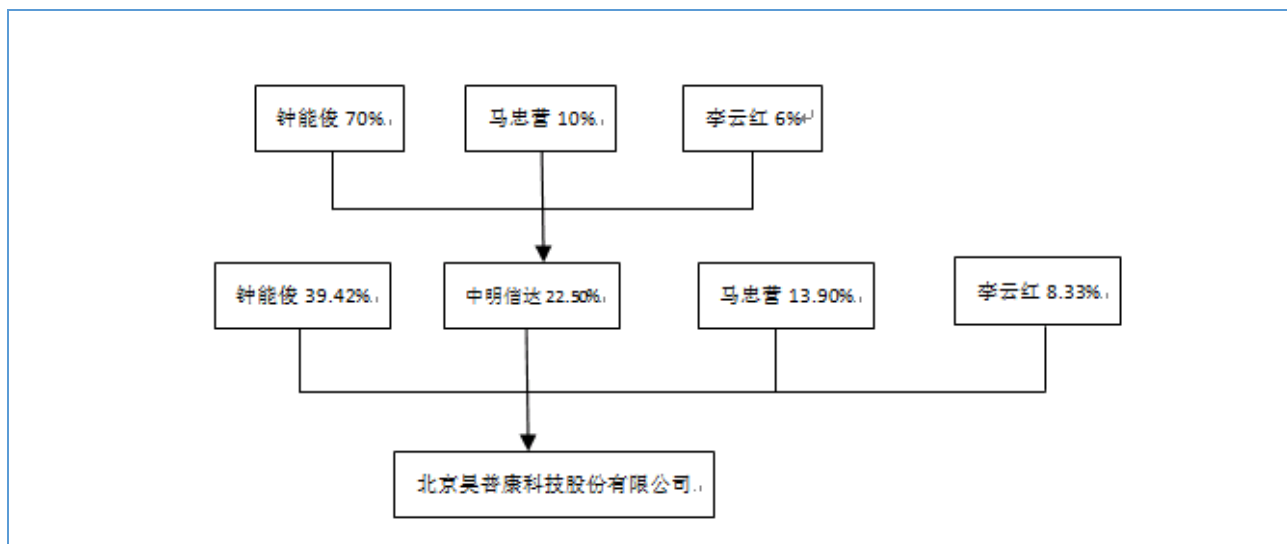 钟能俊 70%
马忠营 10%
李云红 6%
钟能俊 39.42%
中明信达 22.50%
马忠营 13.90%
李云红 8.33%
北京昊普康科技股份有限公司